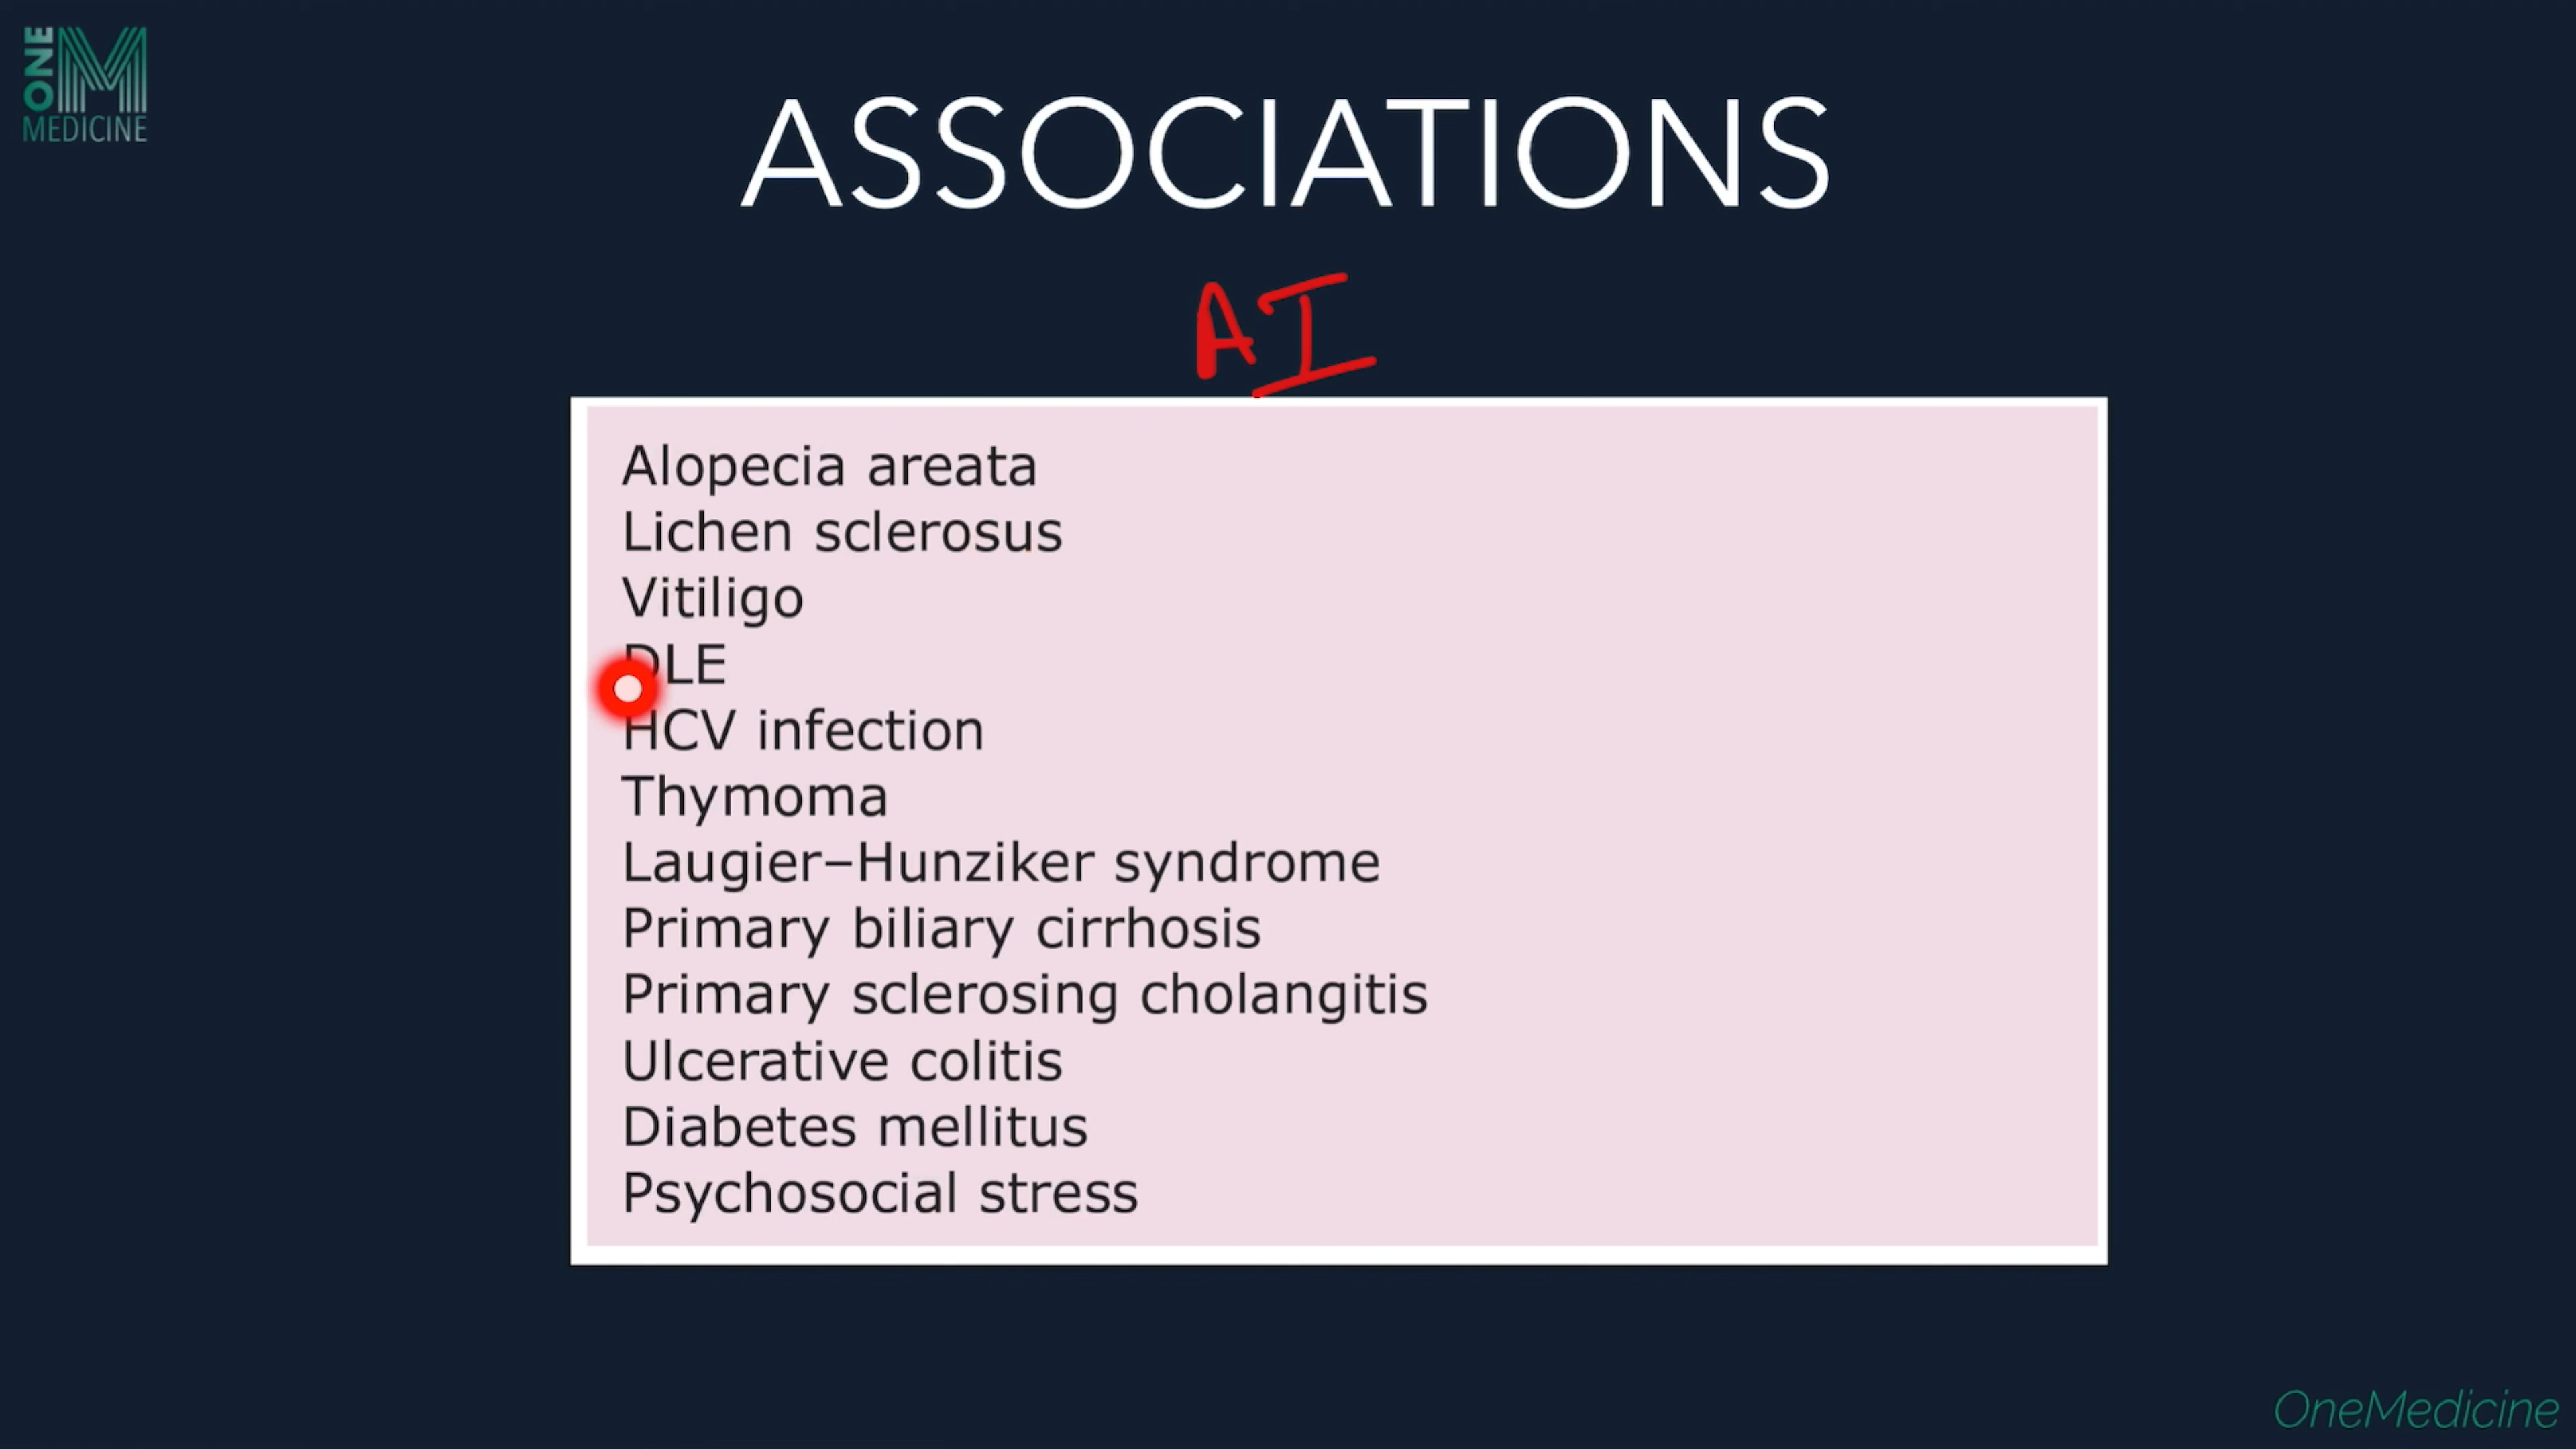 ONE
MEDICINE
ASSOCIATIONS
AI
Alopecia areata
Lichen sclerosus
Vitiligo
DLE
HCV infection
Thymoma
Laugier–Hunziker syndrome
Primary biliary cirrhosis
Primary sclerosing cholangitis
Ulcerative colitis
Diabetes mellitus
Psychosocial stress
OneMedicine